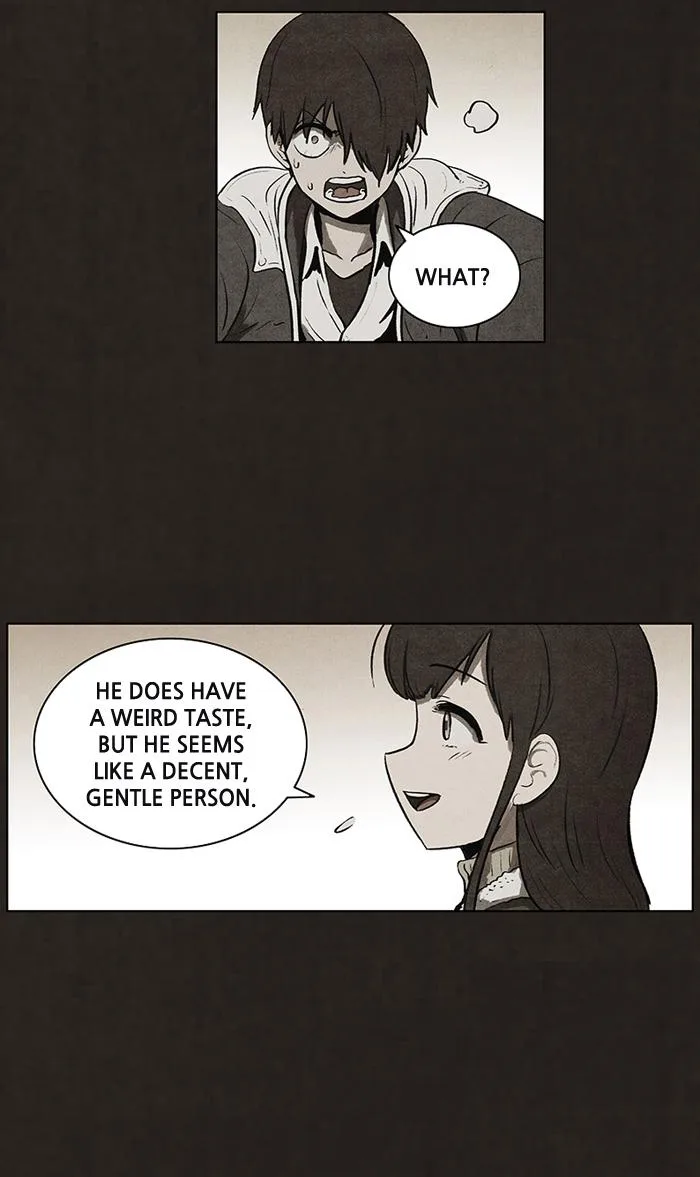 WHAT?
HE DOES HAVE
A WEIRD TASTE,
BUT HE SEEMS
LIKE A DECENT,
GENTLE PERSON.